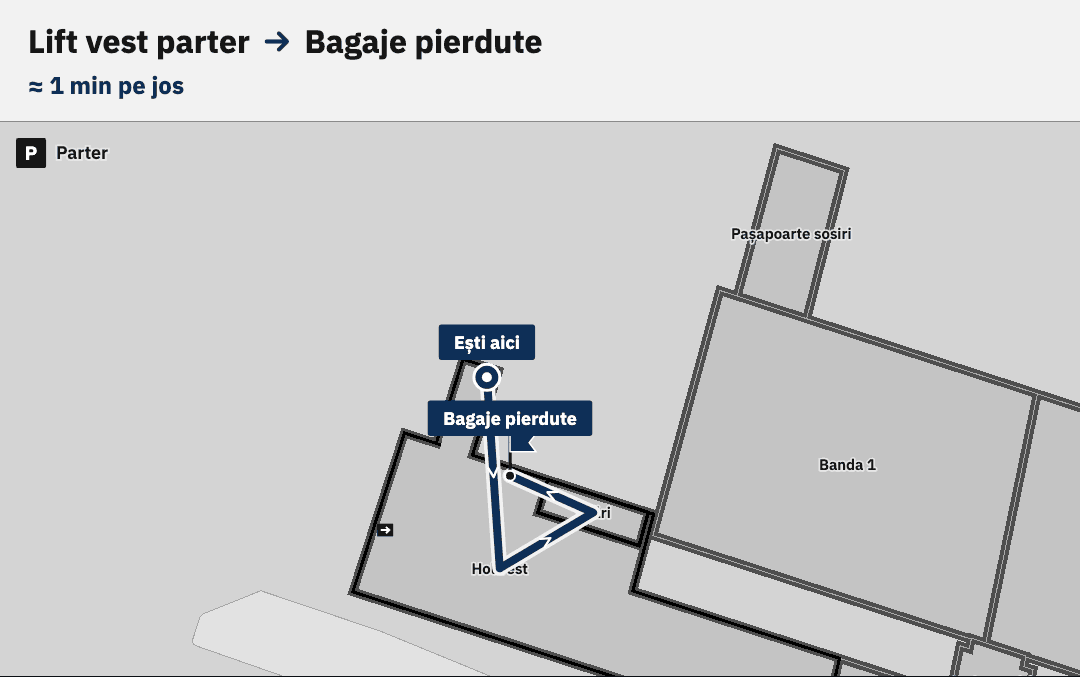 Lift vest parter → Bagaje pierdute
≈ 1 min pe jos
P Parter
Pașapoarte sosiri
Ești aici
Bagaje pierdute
Banda 1